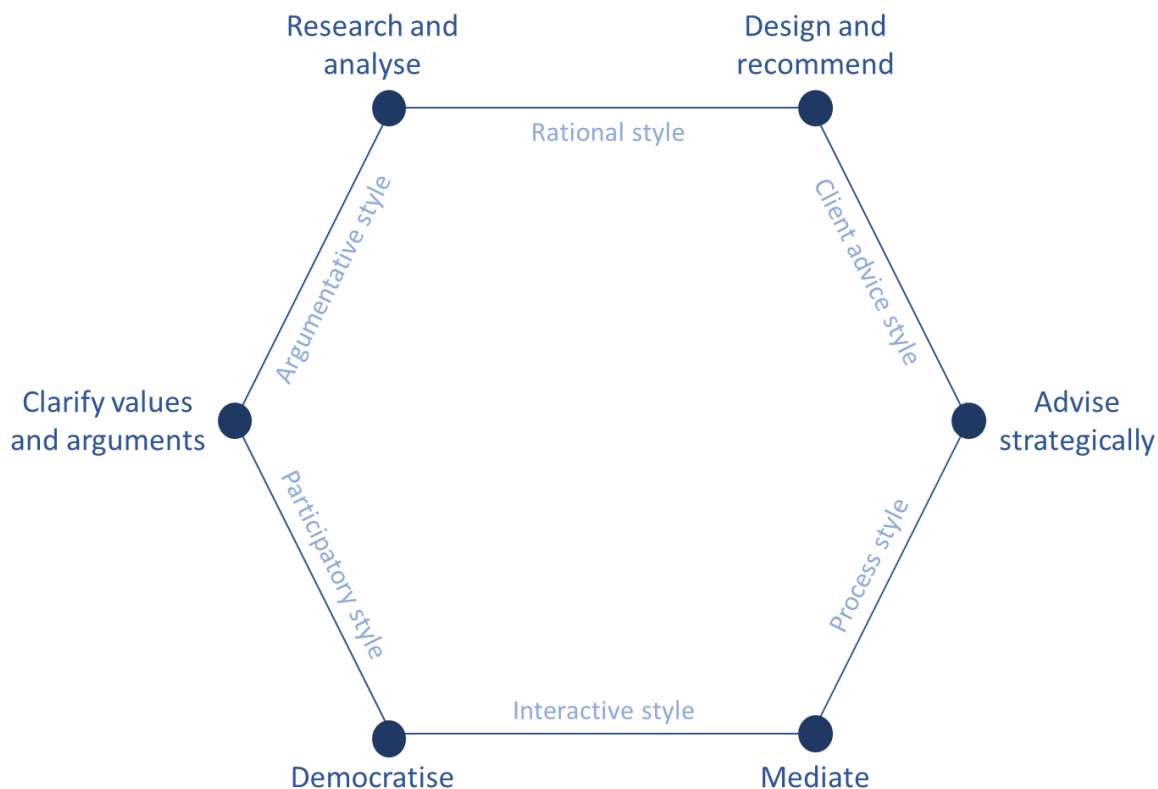 Research and
analyse
Design and
recommend
Rational style
Argumentative style
Client advice style
Clarify values
and arguments
Advise
strategically
Participatory style
Process style
Interactive style
Democratise
Mediate